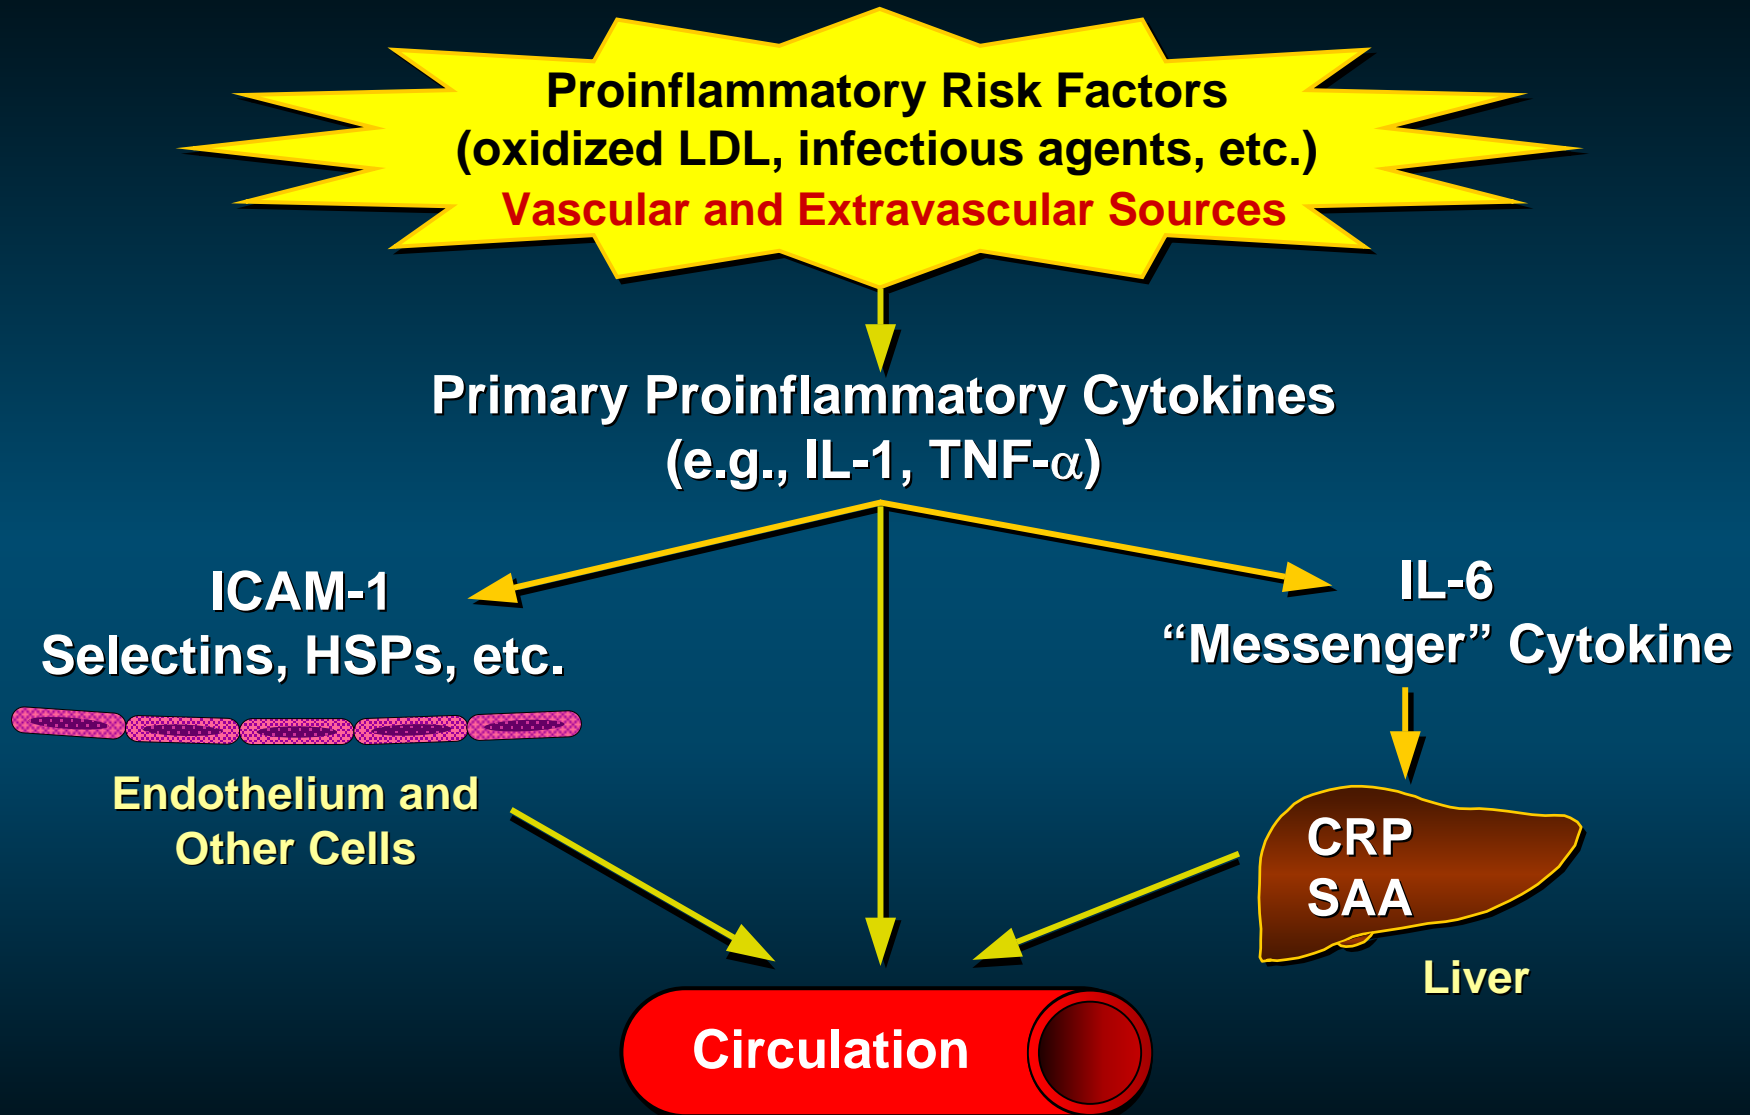 Proinflammatory Risk Factors
(oxidized LDL, infectious agents, etc.)
Vascular and Extravascular Sources
Primary Proinflammatory Cytokines
(e.g., IL-1, TNF-α)
ICAM-1
Selectins, HSPs, etc.
IL-6
“Messenger” Cytokine
Endothelium and
Other Cells
CRP
SAA
Liver
Circulation